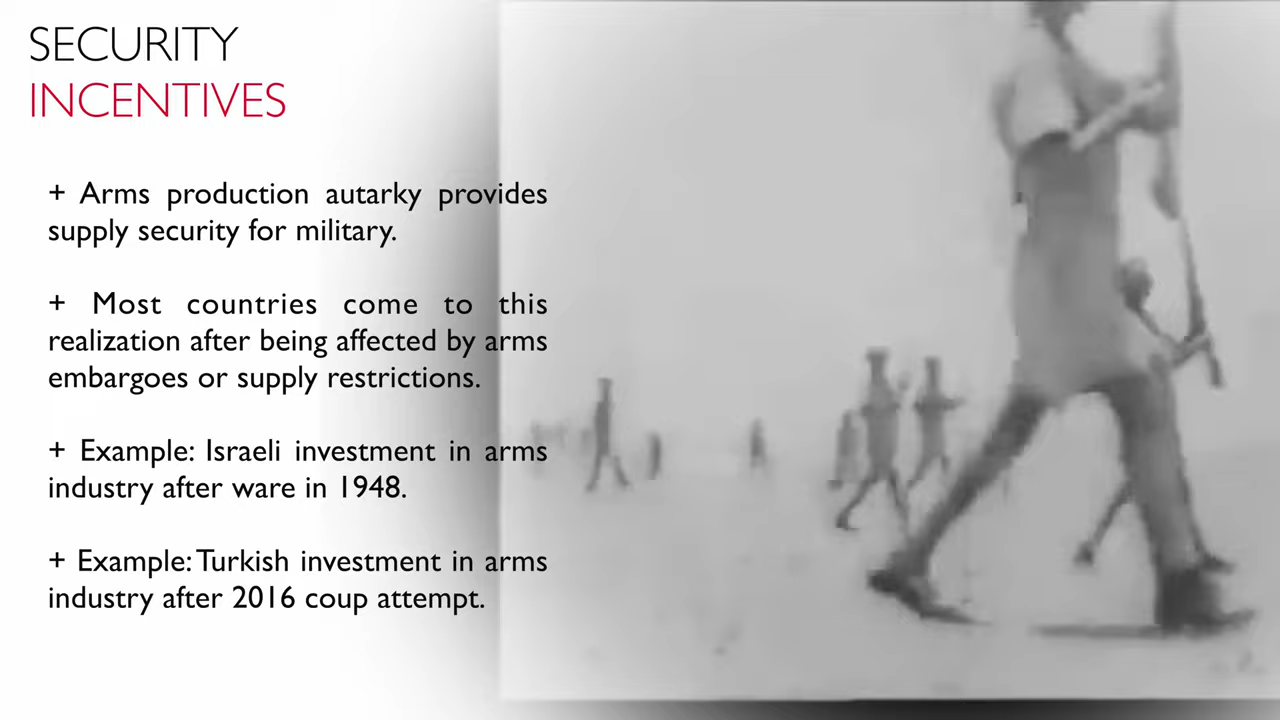 SECURITY
INCENTIVES
+ Arms production autarky provides
supply security for military.
+ Most countries come to this
realization after being affected by arms
embargoes or supply restrictions.
+ Example: Israeli investment in arms
industry after ware in 1948.
+ Example: Turkish investment in arms
industry after 2016 coup attempt.